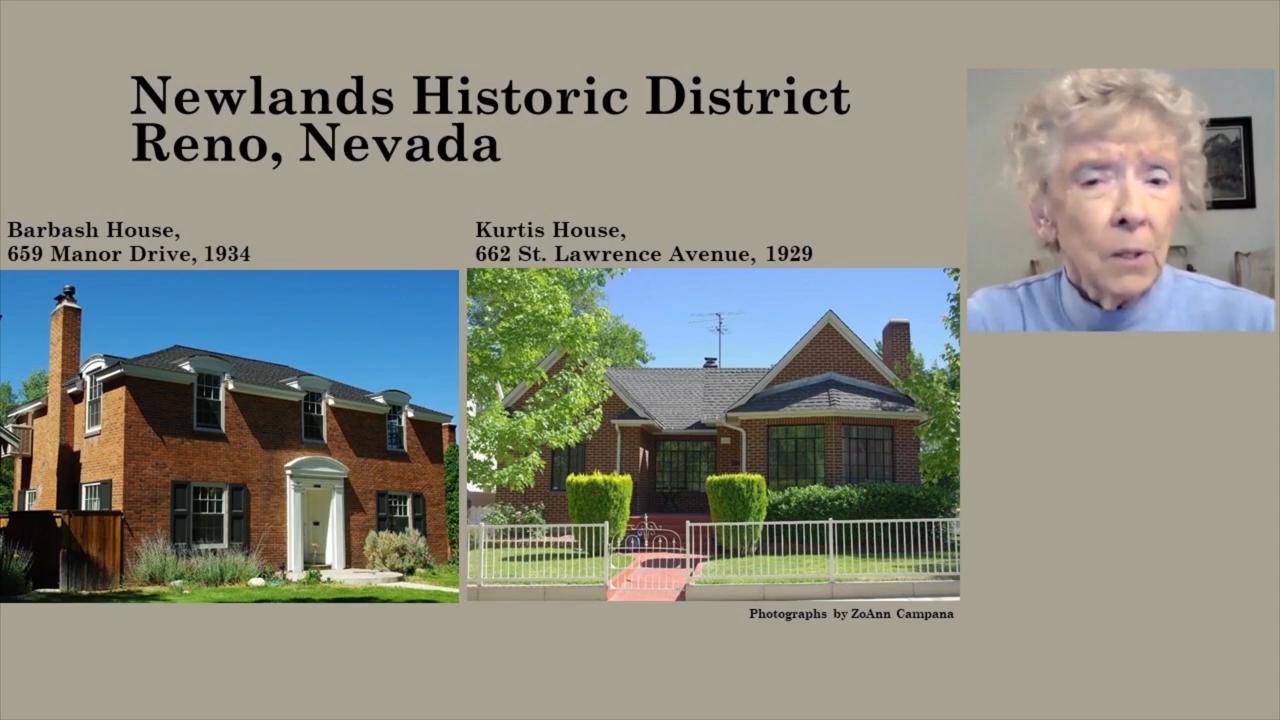 Newlands Historic District
Reno, Nevada
Barbash House,
659 Manor Drive, 1934
Kurtis House,
662 St. Lawrence Avenue, 1929
Photographs by ZoAnn Campana